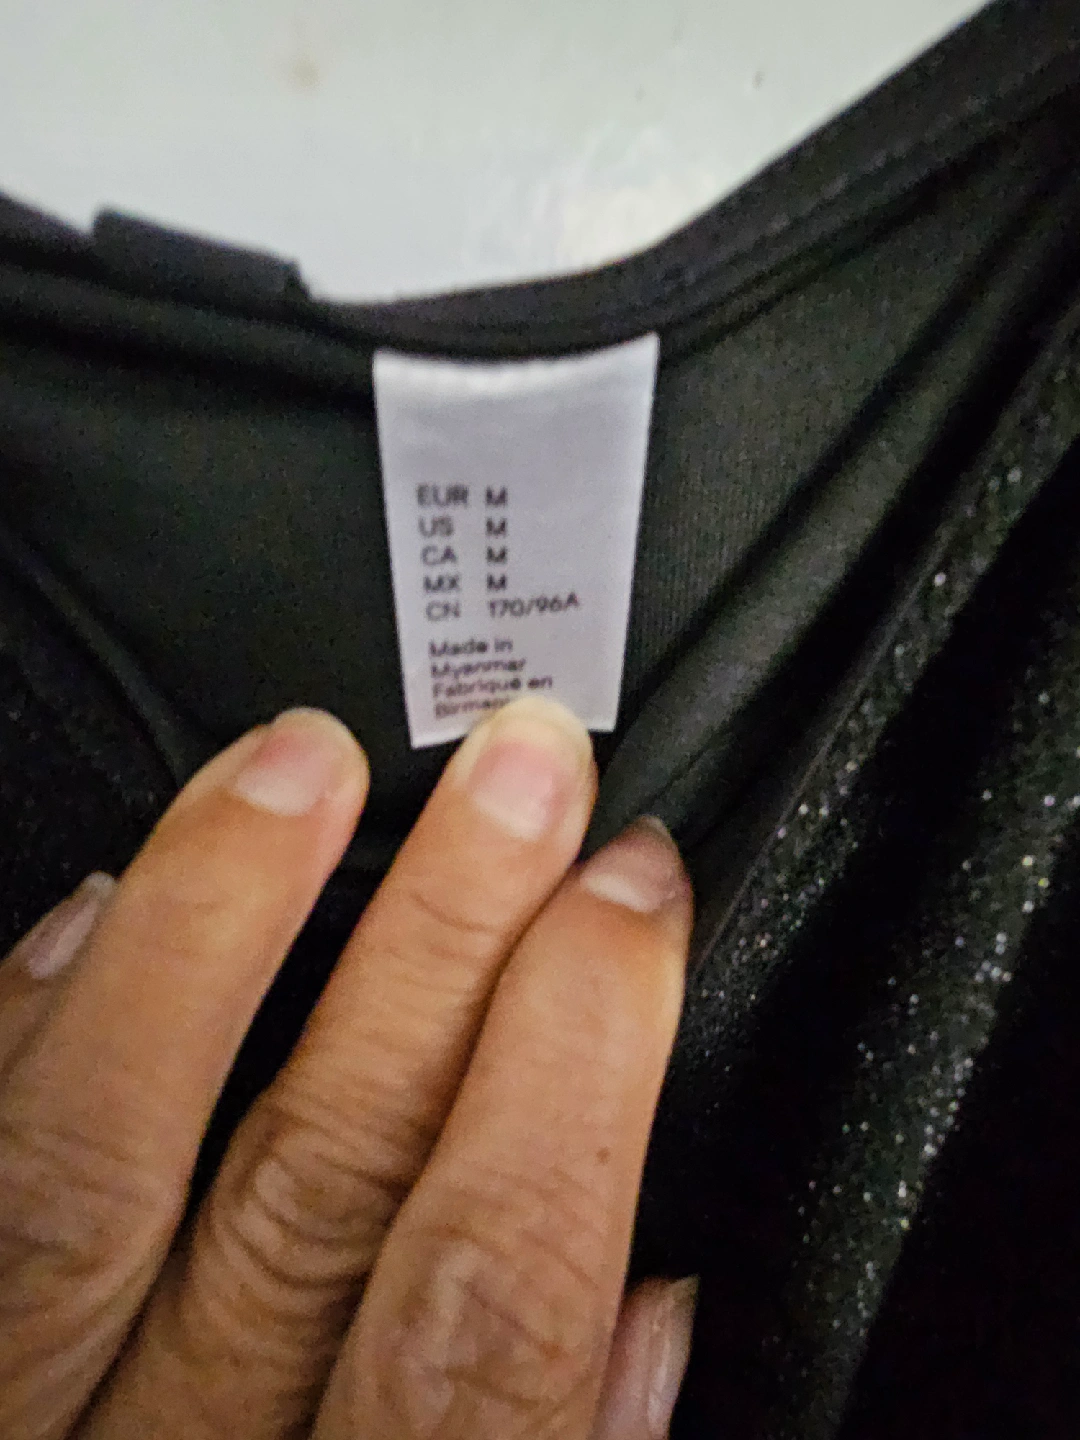 EUR M
US M
CA M
MX M
CN 170/96A
Made in
Myanmar
Fabriqué en